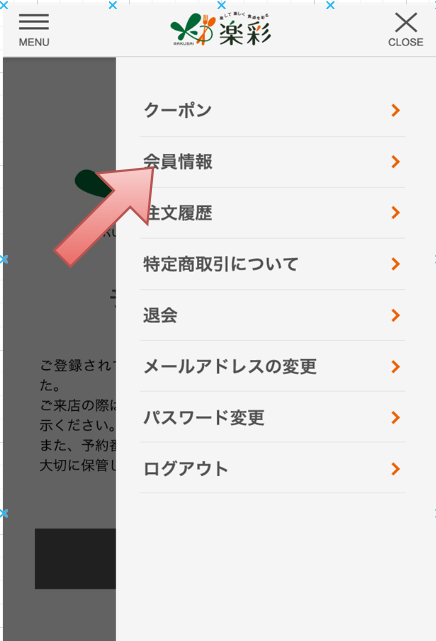 MENU
楽彩
RAKUSAI
CLOSE
クーポン
会員情報
注文履歴
特定商取引について
退会
メールアドレスの変更
パスワード変更
ログアウト
ご登録され
た。
ご来店の際は
示ください。
また、予約番
大切に保管し